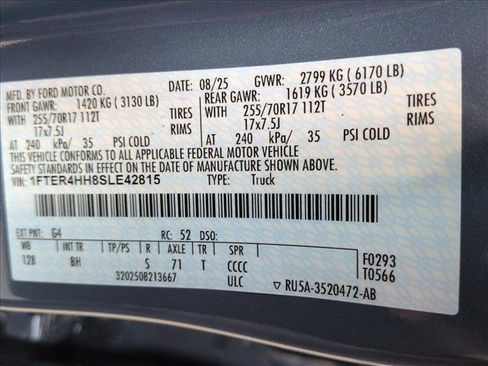 MFD. BY FORD MOTOR CO. DATE: 08/25 GVWR: 2799 KG ( 6170 LB)
FRONT GAWR: 1420 KG ( 3130 LB) REAR GAWR: 1619 KG ( 3570 LB)
WITH 255/70R17 112T TIRES WITH 255/70R17 112T TIRES
17x7.5J RIMS 17x7.5J RIMS
AT 240 kPa/ 35 PSI COLD AT 240 kPa/ 35 PSI COLD
THIS VEHICLE CONFORMS TO ALL APPLICABLE FEDERAL MOTOR VEHICLE
SAFETY STANDARDS IN EFFECT ON THE DATE OF MANUFACTURE SHOWN ABOVE.
VIN: 1FTER4HH8SLE42815 TYPE: Truck
EXT PNT: G4 RC: 52 DSO: F0293
WB INT TR TP/PS R AXLE TR SPR T0566
128 BH S 71 T CCCC
3202508213667 ULC ▽ RU5A-3520472-AB